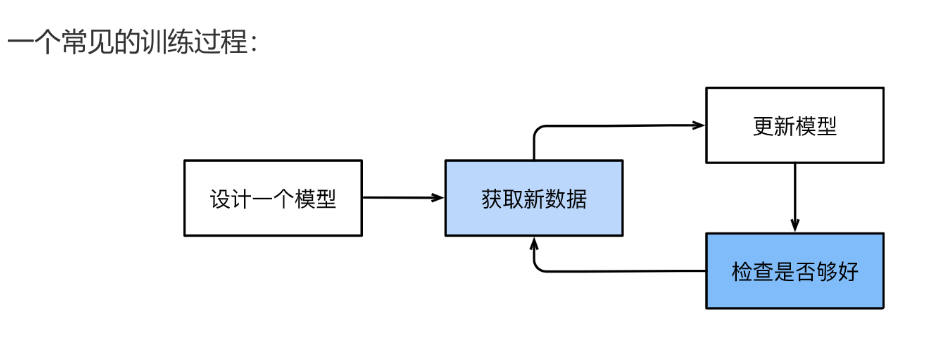 一个常见的训练过程：
更新模型
设计一个模型
获取新数据
检查是否够好